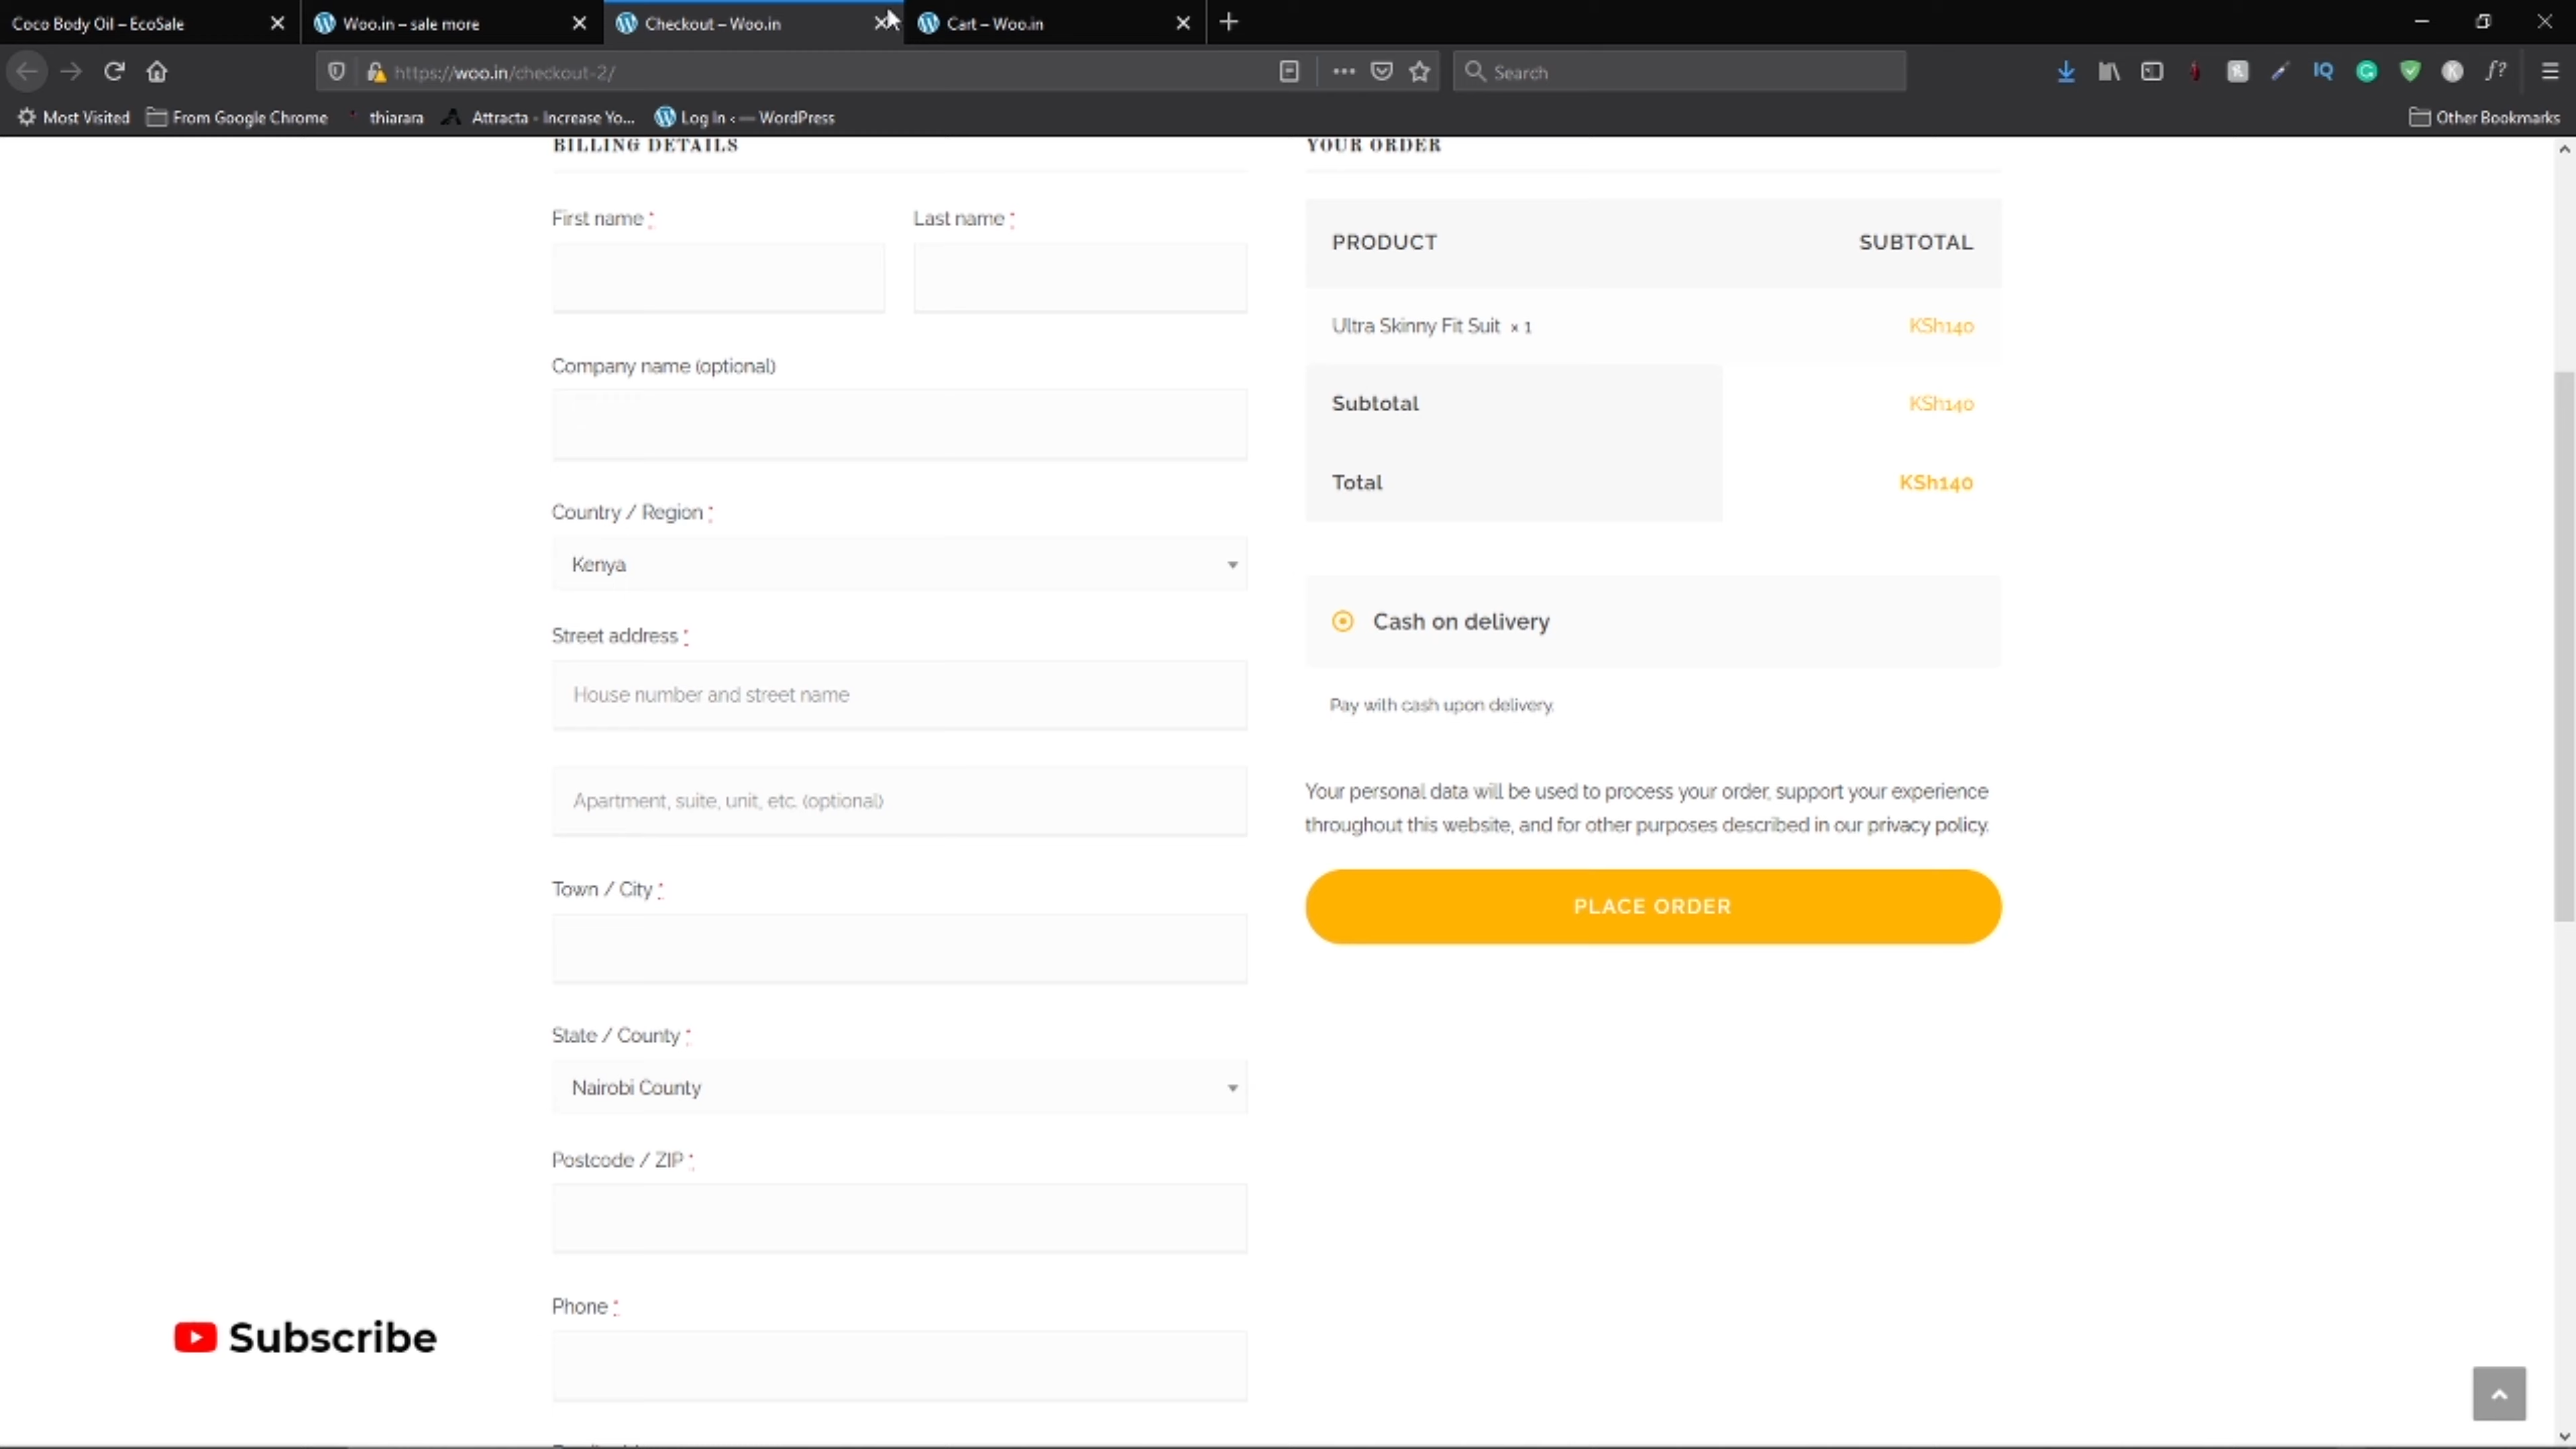 Coco Body Oil – EcoSale
Woo.in – sale more
Checkout – Woo.in
Cart – Woo.in
https://woo.in/checkout-2/
Search
IQ
f?
Most Visited
From Google Chrome
thiarara
Attracta - Increase Yo...
Log In ‹ — WordPress
Other Bookmarks
BILLING DETAILS
First name *
Last name *
Company name (optional)
Country / Region *
Kenya
Street address *
House number and street name
Apartment, suite, unit, etc. (optional)
Town / City *
State / County *
Nairobi County
Postcode / ZIP *
Phone *
YOUR ORDER
PRODUCT SUBTOTAL
Ultra Skinny Fit Suit × 1 KSh140
Subtotal KSh140
Total KSh140
Cash on delivery
Pay with cash upon delivery.
Your personal data will be used to process your order, support your experience
throughout this website, and for other purposes described in our privacy policy.
PLACE ORDER
Subscribe